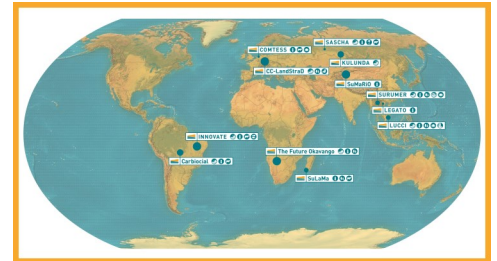 SASCHA
COMTESS
KULUNDA
CC-LandStraD
SuMaRiO
SURUMER
LEGATO
LUCCI
INNOVATE
The Future Okavango
Carbiocial
SuLaMa